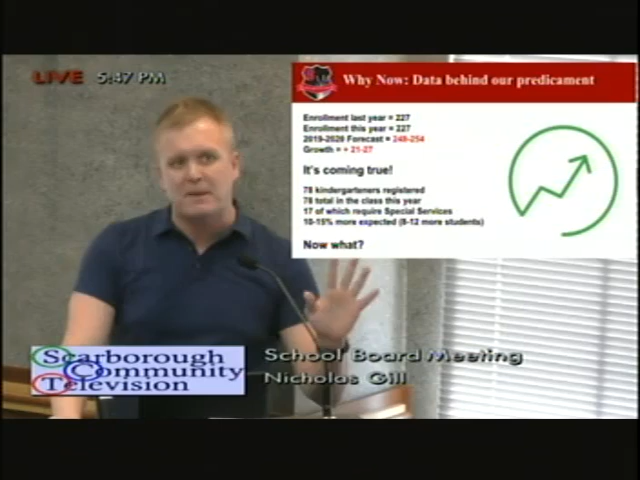 LIVE 5:47 PM
Why Now: Data behind our predicament
Enrollment last year = 227
Enrollment this year = 227
2019-2020 Forecast = 248-254
Growth = + 21-27
It's coming true!
78 kindergarteners registered
78 total in the class this year
17 of which require Special Services
10-15% more expected (8-12 more students)
Now what?
Scarborough
Community
Television
School Board Meeting
Nicholas Gill